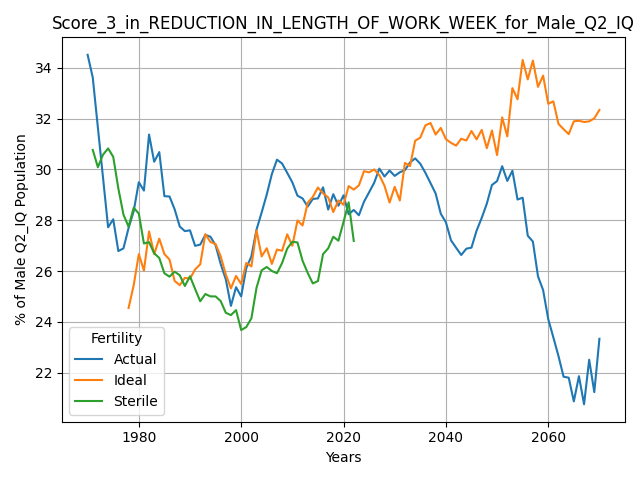 Score_3_in_REDUCTION_IN_LENGTH_OF_WORK_WEEK_for_Male_Q2_IQ
% of Male Q2_IQ Population
34
32
30
28
26
24
22
Fertility
Actual
Ideal
Sterile
1980
2000
2020
2040
2060
Years